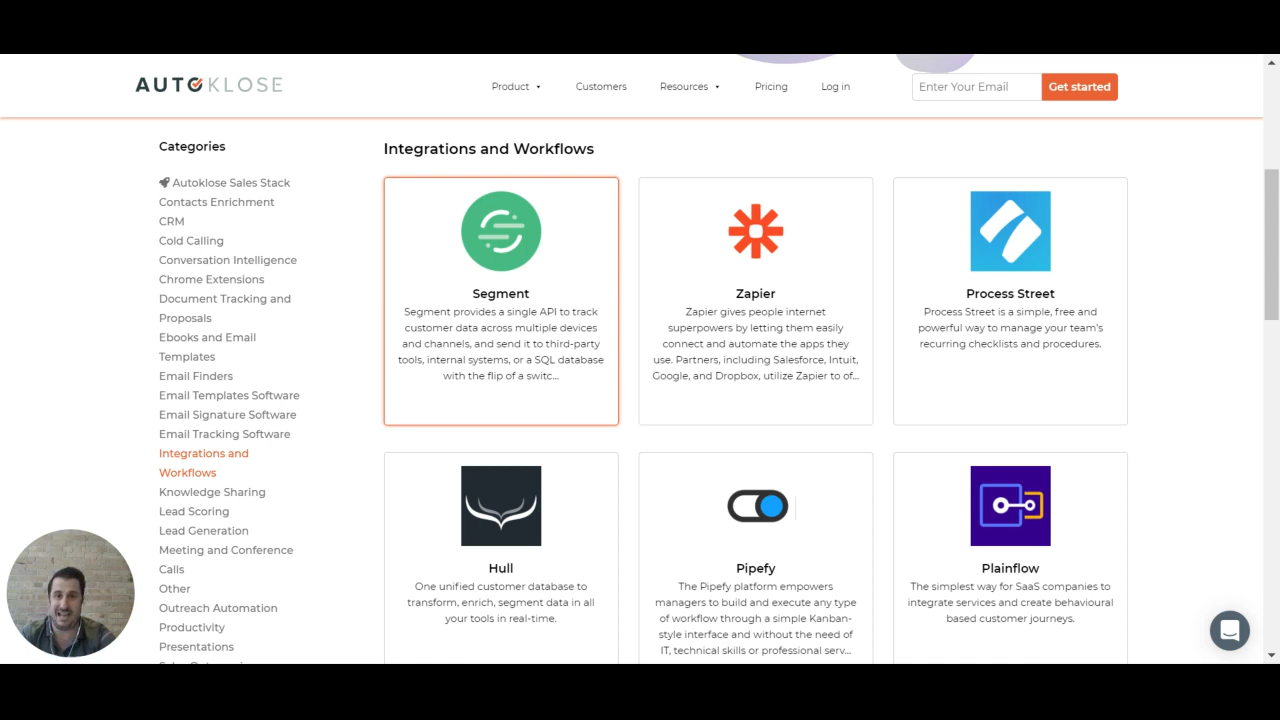 AUTOKLOSE
Product
Customers
Resources
Pricing
Log in
Enter Your Email
Get started
Categories
Autoklose Sales Stack
Contacts Enrichment
CRM
Cold Calling
Conversation Intelligence
Chrome Extensions
Document Tracking and
Proposals
Ebooks and Email
Templates
Email Finders
Email Templates Software
Email Signature Software
Email Tracking Software
Integrations and
Workflows
Knowledge Sharing
Lead Scoring
Lead Generation
Meeting and Conference
Calls
Other
Outreach Automation
Productivity
Presentations
Integrations and Workflows
Segment
Segment provides a single API to track
customer data across multiple devices
and channels, and send it to third-party
tools, internal systems, or a SQL database
with the flip of a switc...
Zapier
Zapier gives people internet
superpowers by letting them easily
connect and automate the apps they
use. Partners, including Salesforce, Intuit,
Google, and Dropbox, utilize Zapier to of...
Process Street
Process Street is a simple, free and
powerful way to manage your team's
recurring checklists and procedures.
Hull
One unified customer database to
transform, enrich, segment data in all
your tools in real-time.
Pipefy
The Pipefy platform empowers
managers to build and execute any type
of workflow through a simple Kanban-
style interface and without the need of
IT, technical skills or professional serv...
Plainflow
The simplest way for SaaS companies to
integrate services and create behavioural
based customer journeys.